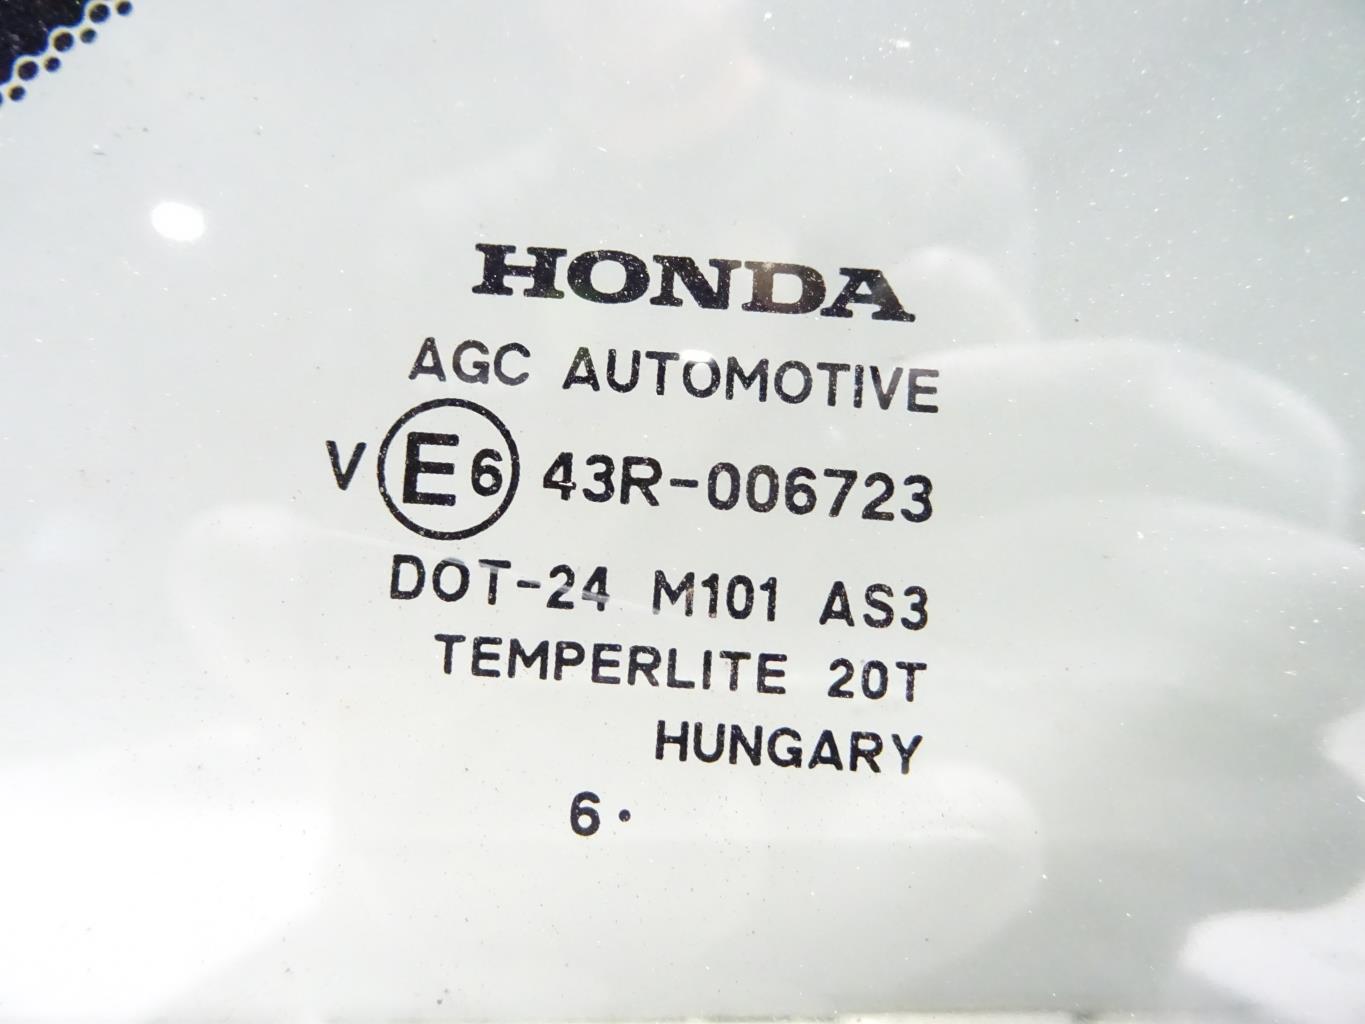 HONDA
AGC AUTOMOTIVE
V E6 43R-006723
DOT-24 M101 AS3
TEMPERLITE 20T
HUNGARY
6•